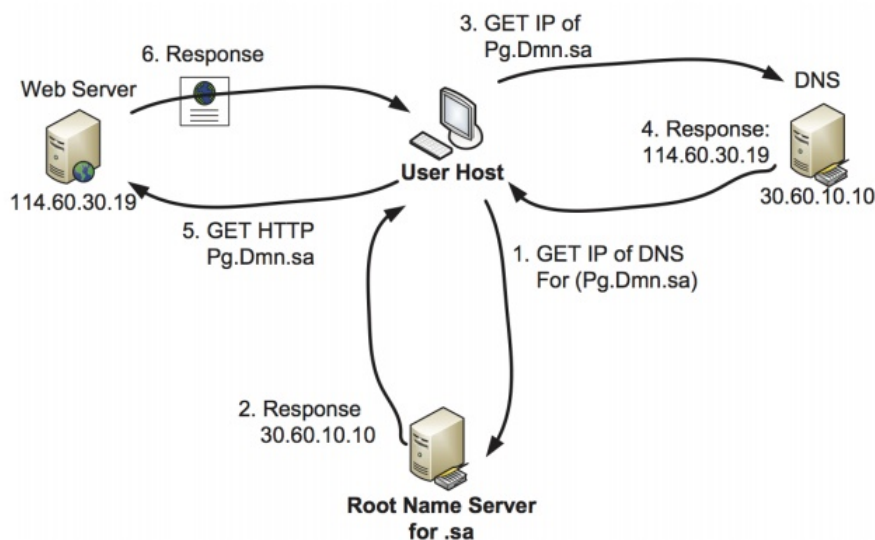 3. GET IP of
Pg.Dmn.sa
6. Response
Web Server
DNS
4. Response:
114.60.30.19
User Host
114.60.30.19
30.60.10.10
5. GET HTTP
Pg.Dmn.sa
1. GET IP of DNS
For (Pg.Dmn.sa)
2. Response
30.60.10.10
Root Name Server
for .sa